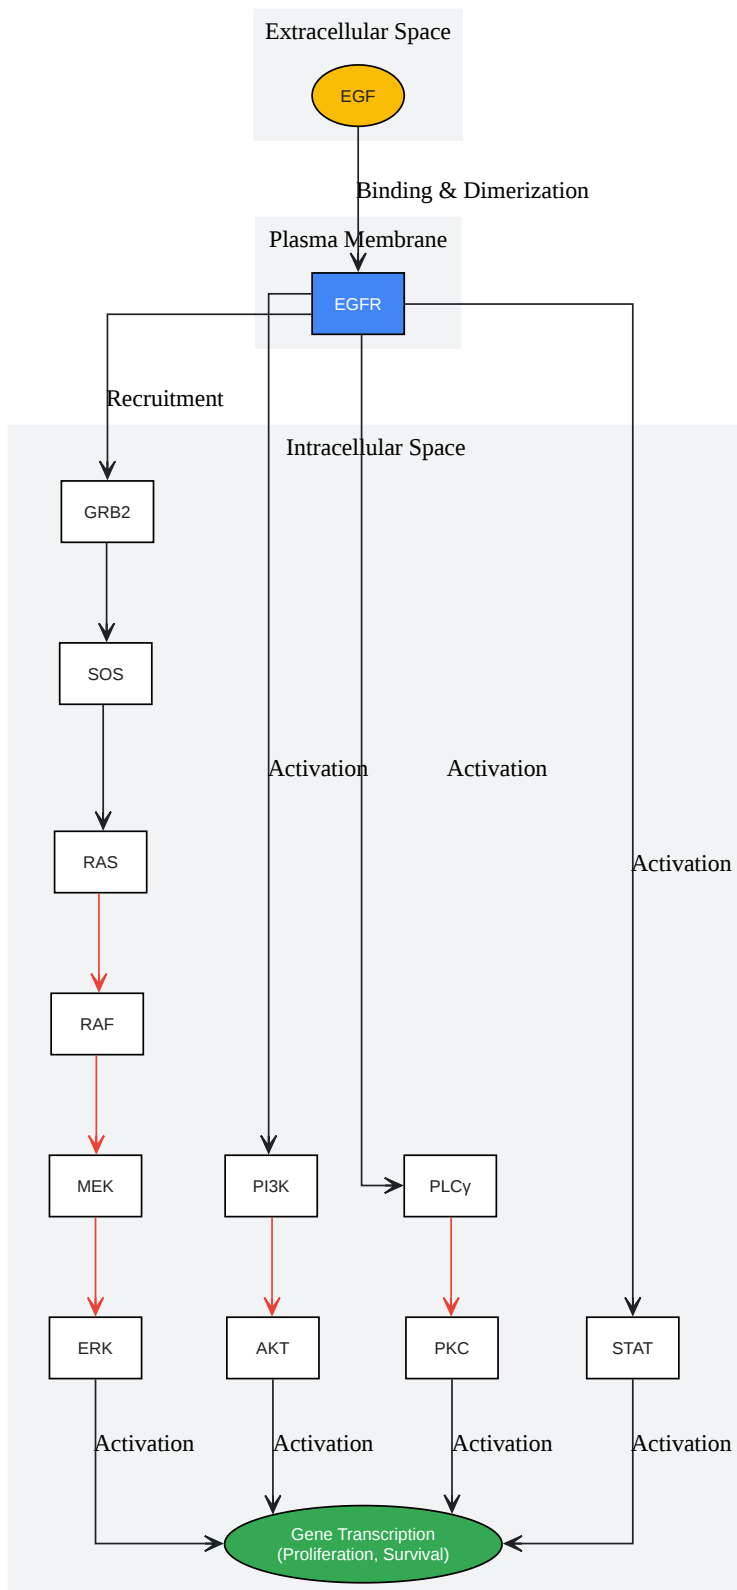 Extracellular Space
EGF
Binding & Dimerization
Plasma Membrane
EGFR
Recruitment
Intracellular Space
GRB2
SOS
Activation
Activation
RAS
Activation
RAF
MEK
PI3K
PLCγ
ERK
AKT
PKC
STAT
Activation
Activation
Activation
Activation
Gene Transcription
(Proliferation, Survival)